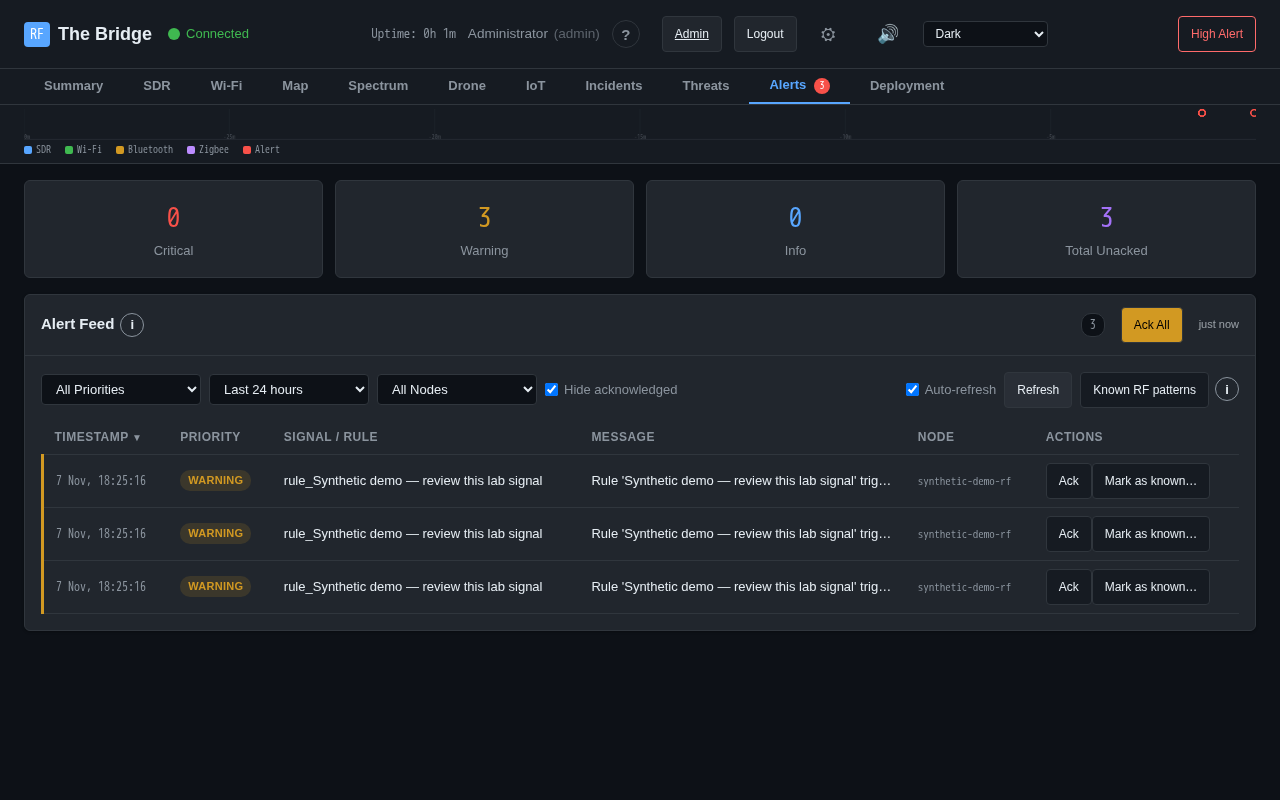 RF The Bridge Connected Uptime: 0h 1m Administrator (admin) ? Admin Logout Dark High Alert
Summary SDR Wi-Fi Map Spectrum Drone IoT Incidents Threats Alerts 3 Deployment
SDR Wi-Fi Bluetooth Zigbee Alert
0 3 0 3
Critical Warning Info Total Unacked
Alert Feed i 3 Ack All just now
All Priorities Last 24 hours All Nodes Hide acknowledged Auto-refresh Refresh Known RF patterns i
TIMESTAMP ▼ PRIORITY SIGNAL / RULE MESSAGE NODE ACTIONS
7 Nov, 18:25:16 WARNING rule_Synthetic demo — review this lab signal Rule 'Synthetic demo — review this lab signal' trig… synthetic-demo-rf Ack Mark as known…
7 Nov, 18:25:16 WARNING rule_Synthetic demo — review this lab signal Rule 'Synthetic demo — review this lab signal' trig… synthetic-demo-rf Ack Mark as known…
7 Nov, 18:25:16 WARNING rule_Synthetic demo — review this lab signal Rule 'Synthetic demo — review this lab signal' trig… synthetic-demo-rf Ack Mark as known…